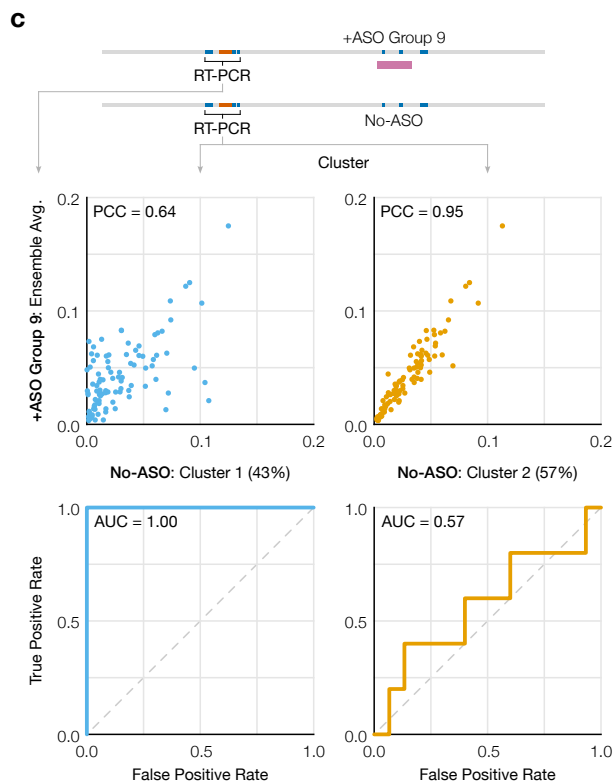 c
+ASO Group 9
RT-PCR
No-ASO
RT-PCR
Cluster
+ASO Group 9: Ensemble Avg.
0.2
0.1
0.0
PCC = 0.64
0.0 0.1 0.2
No-ASO: Cluster 1 (43%)
0.2
0.1
0.0
PCC = 0.95
0.0 0.1 0.2
No-ASO: Cluster 2 (57%)
True Positive Rate
1.0
0.5
0.0
AUC = 1.00
0.0 0.5 1.0
False Positive Rate
1.0
0.5
0.0
AUC = 0.57
0.0 0.5 1.0
False Positive Rate